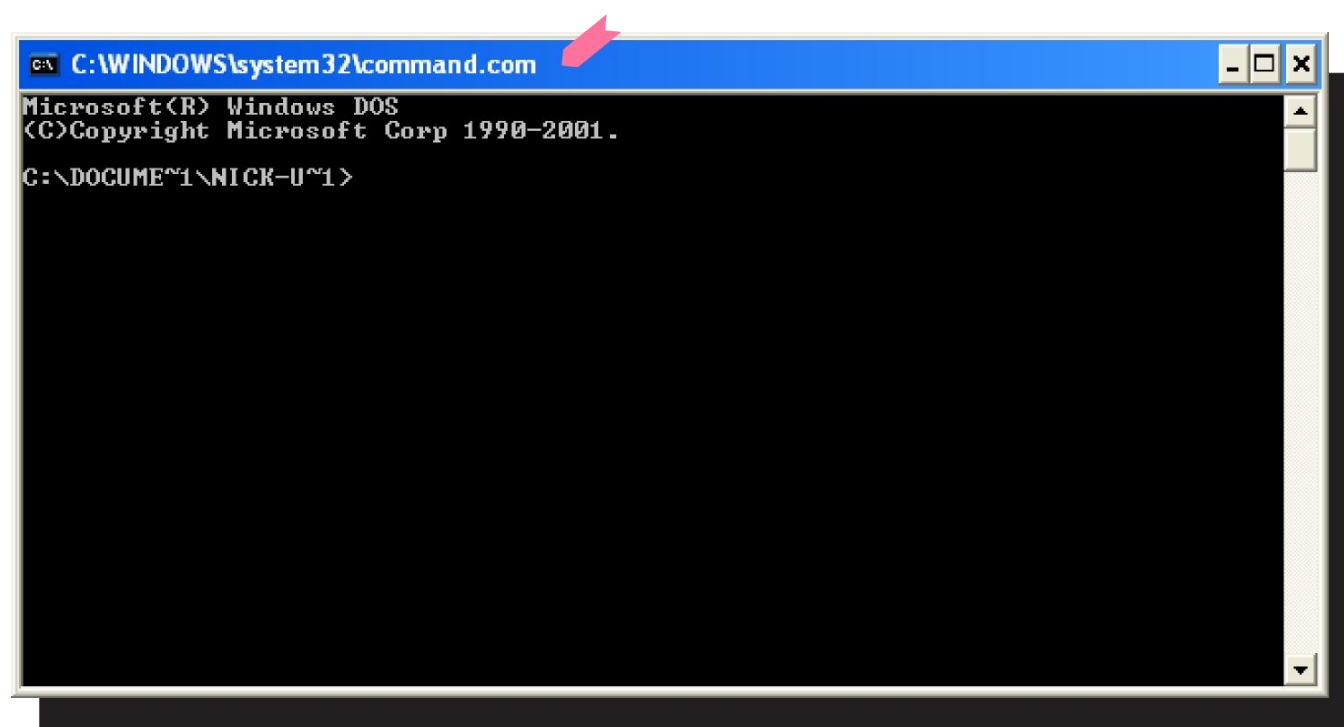 C:\WINDOWS\system32\command.com
Microsoft(R) Windows DOS
(C)Copyright Microsoft Corp 1990-2001.
C:\DOCUME~1\NICK-U~1>